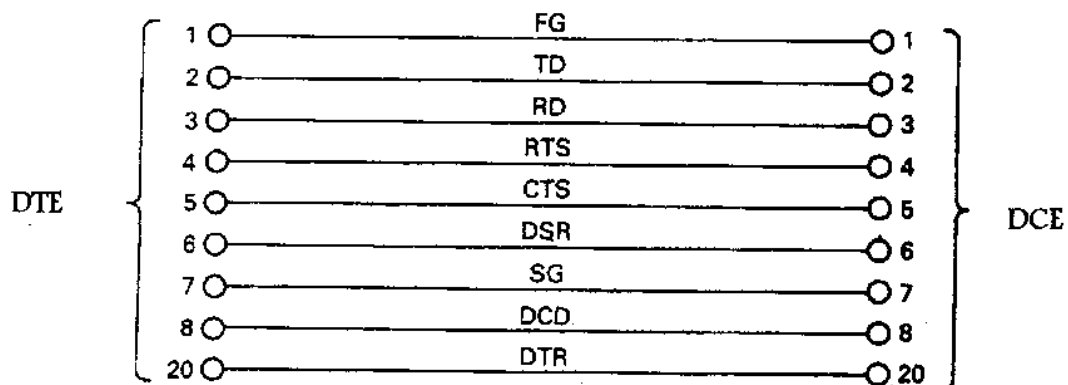 FG
1 1
TD
2 2
RD
3 3
RTS
4 4
CTS
DTE 5 5 DCE
DSR
6 6
SG
7 7
DCD
8 8
DTR
20 20